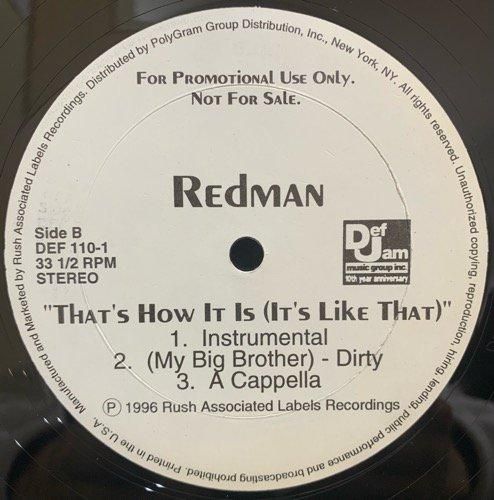 Manufactured and Marketed by Rush Associated Labels Recordings. Distributed by PolyGram Group Distribution, Inc., New York, NY. All rights reserved. Unauthorized copying, reproduction, hiring, lending, public performance and broadcasting prohibited. Printed in the U.S.A.
For Promotional Use Only.
Not For Sale.
Redman
Side B
DEF 110-1
33 1/2 RPM
STEREO
Def
Jam
music group inc.
10th year anniversary
"That's How It Is (It's Like That)"
1. Instrumental
2. (My Big Brother) - Dirty
3. A Cappella
Ⓟ 1996 Rush Associated Labels Recordings